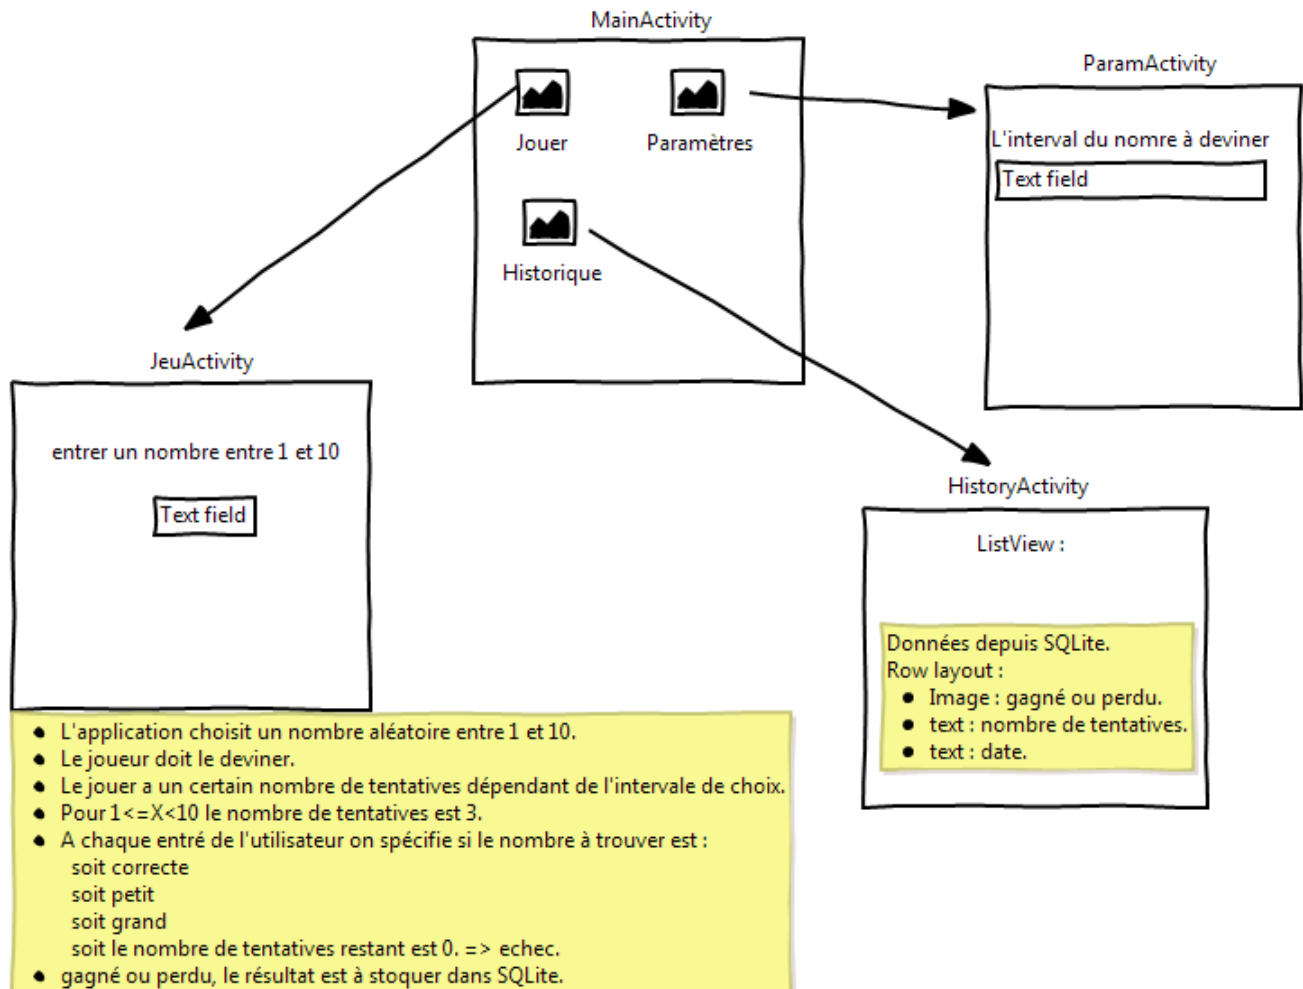 MainActivity
Jouer
Paramètres
Historique
ParamActivity
L'interval du nomre à deviner
Text field
JeuActivity
entrer un nombre entre 1 et 10
Text field
L'application choisit un nombre aléatoire entre 1 et 10.
Le joueur doit le deviner.
Le jouer a un certain nombre de tentatives dépendant de l'intervale de choix.
Pour 1<=X<10 le nombre de tentatives est 3.
A chaque entré de l'utilisateur on spécifie si le nombre à trouver est :
soit correcte
soit petit
soit grand
soit le nombre de tentatives restant est 0. => echec.
gagné ou perdu, le résultat est à stoquer dans SQLite.
HistoryActivity
ListView :
Données depuis SQLite.
Row layout :
Image : gagné ou perdu.
text : nombre de tentatives.
text : date.